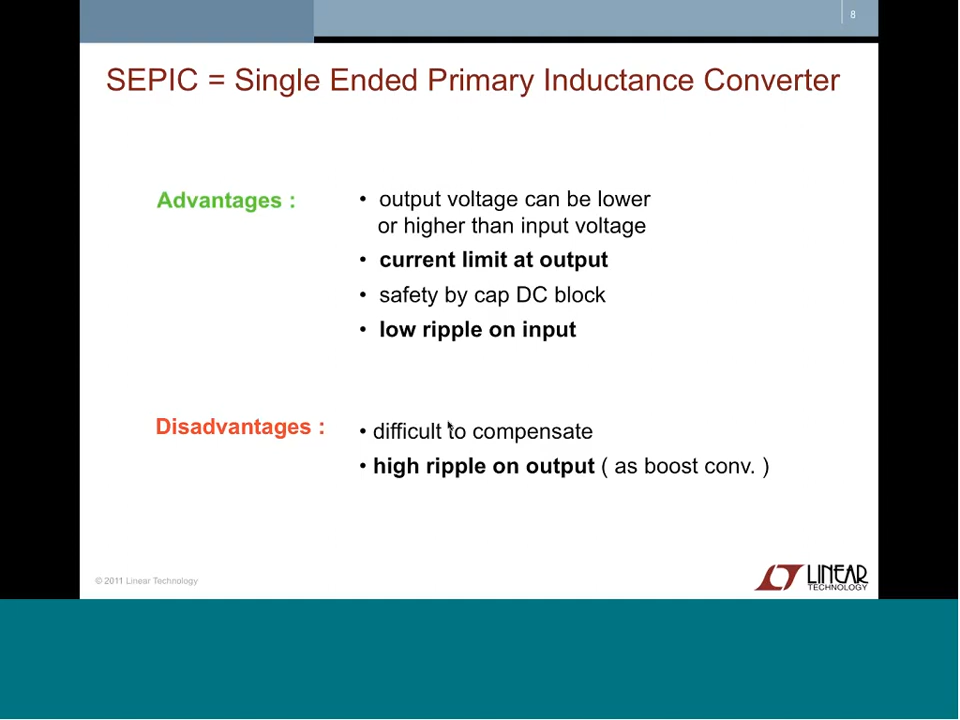 8
SEPIC = Single Ended Primary Inductance Converter
Advantages :
• output voltage can be lower
or higher than input voltage
• current limit at output
• safety by cap DC block
• low ripple on input
Disadvantages :
• difficult to compensate
• high ripple on output ( as boost conv. )
© 2011 Linear Technology
LINEAR
TECHNOLOGY